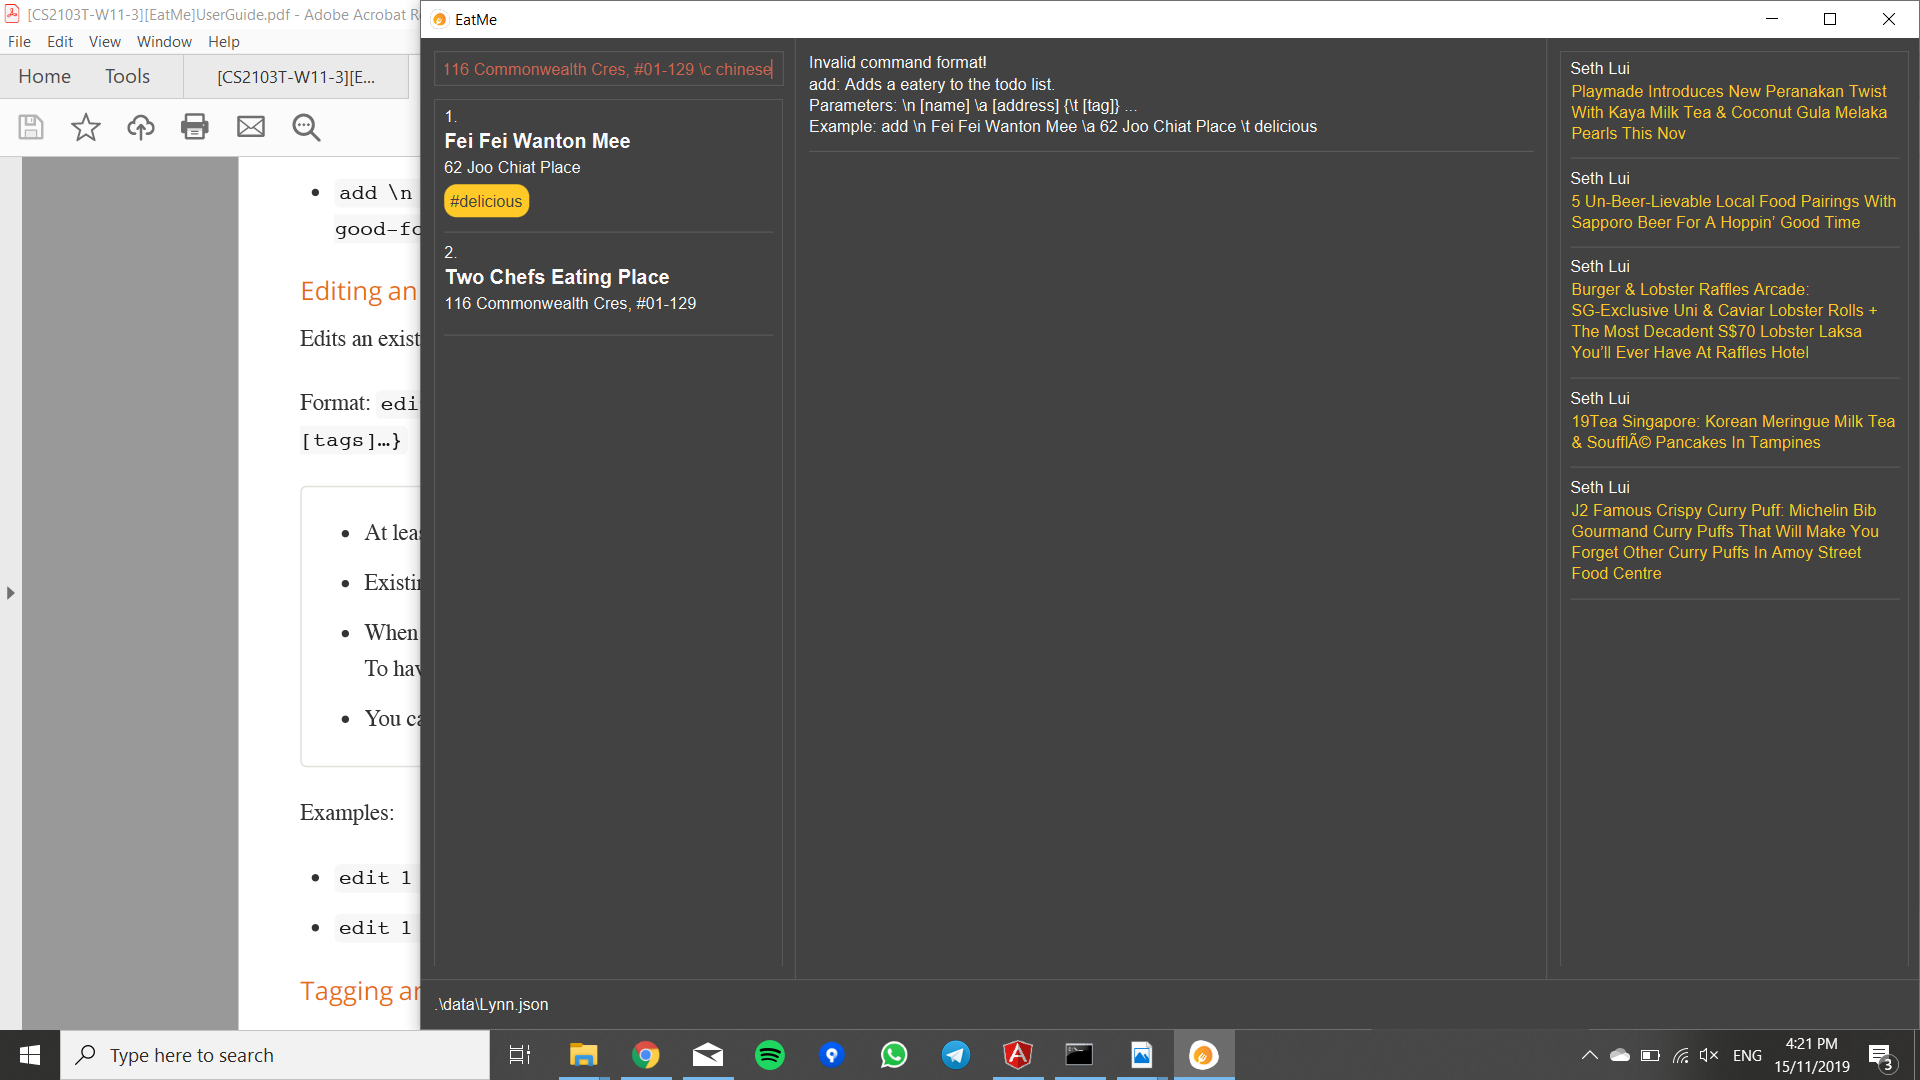 [CS2103T-W11-3][EatMe]UserGuide.pdf - Adobe Acrobat R
File Edit View Window Help
Home Tools [CS2103T-W11-3][E...
add \n
good-fo
Editing an
Edits an exist
Format: edi
[tags]…}
At leas
Existin
When
To hav
You ca
Examples:
edit 1
edit 1
Tagging an
EatMe
116 Commonwealth Cres, #01-129 \c chinese
1.
Fei Fei Wanton Mee
62 Joo Chiat Place
#delicious
2.
Two Chefs Eating Place
116 Commonwealth Cres, #01-129
Invalid command format!
add: Adds a eatery to the todo list.
Parameters: \n [name] \a [address] {\t [tag]} ...
Example: add \n Fei Fei Wanton Mee \a 62 Joo Chiat Place \t delicious
Seth Lui
Playmade Introduces New Peranakan Twist
With Kaya Milk Tea & Coconut Gula Melaka
Pearls This Nov
Seth Lui
5 Un-Beer-Lievable Local Food Pairings With
Sapporo Beer For A Hoppin’ Good Time
Seth Lui
Burger & Lobster Raffles Arcade:
SG-Exclusive Uni & Caviar Lobster Rolls +
The Most Decadent S$70 Lobster Laksa
You’ll Ever Have At Raffles Hotel
Seth Lui
19Tea Singapore: Korean Meringue Milk Tea
& SoufflÃ© Pancakes In Tampines
Seth Lui
J2 Famous Crispy Curry Puff: Michelin Bib
Gourmand Curry Puffs That Will Make You
Forget Other Curry Puffs In Amoy Street
Food Centre
.\data\Lynn.json
Type here to search
ENG
4:21 PM
15/11/2019
3